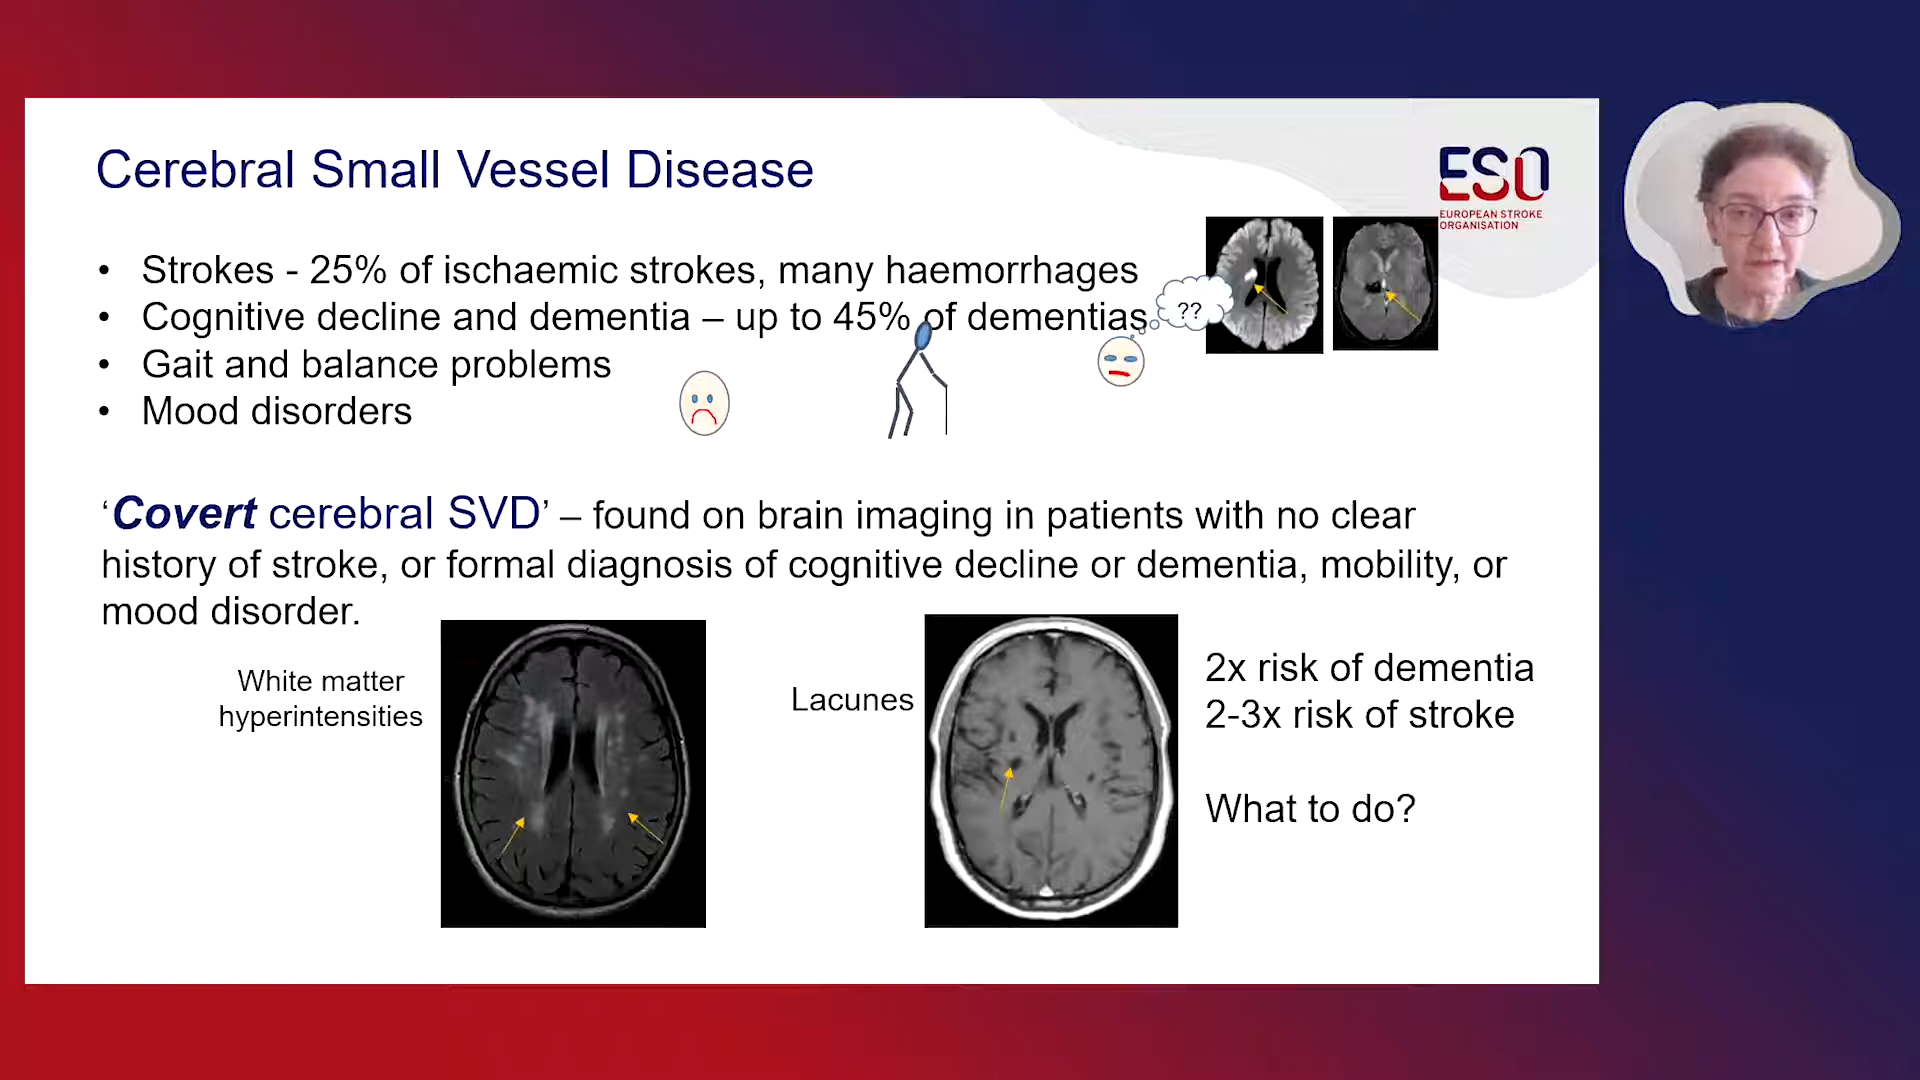 Cerebral Small Vessel Disease
ESO
EUROPEAN STROKE
ORGANISATION
• Strokes - 25% of ischaemic strokes, many haemorrhages
• Cognitive decline and dementia – up to 45% of dementias
??
• Gait and balance problems
• Mood disorders
‘Covert cerebral SVD’ – found on brain imaging in patients with no clear
history of stroke, or formal diagnosis of cognitive decline or dementia, mobility, or
mood disorder.
White matter
hyperintensities
Lacunes
2x risk of dementia
2-3x risk of stroke
What to do?